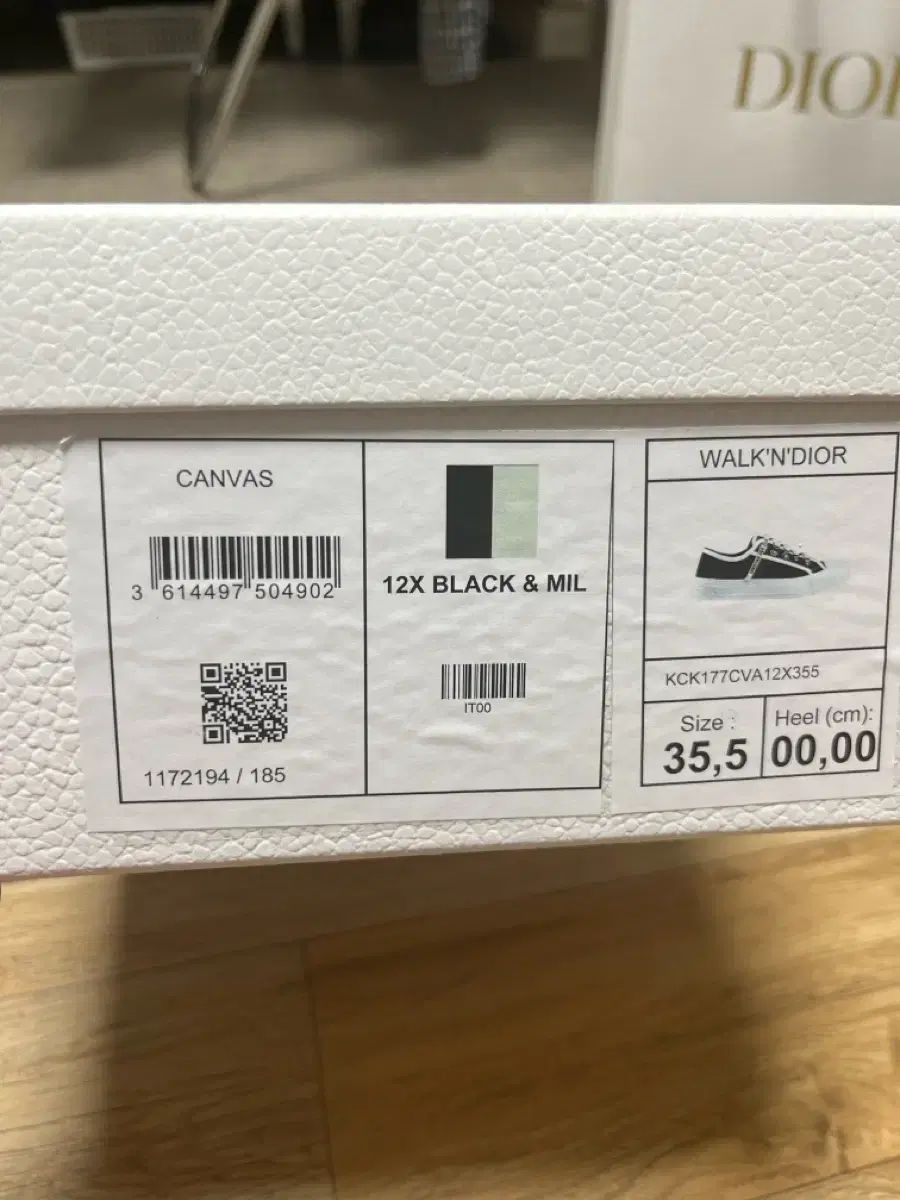 DIOR
CANVAS
3 614497 504902
1172194 / 185
12X BLACK & MIL
IT00
WALK'N'DIOR
KCK177CVA12X355
Size :
35,5
Heel (cm):
00,00